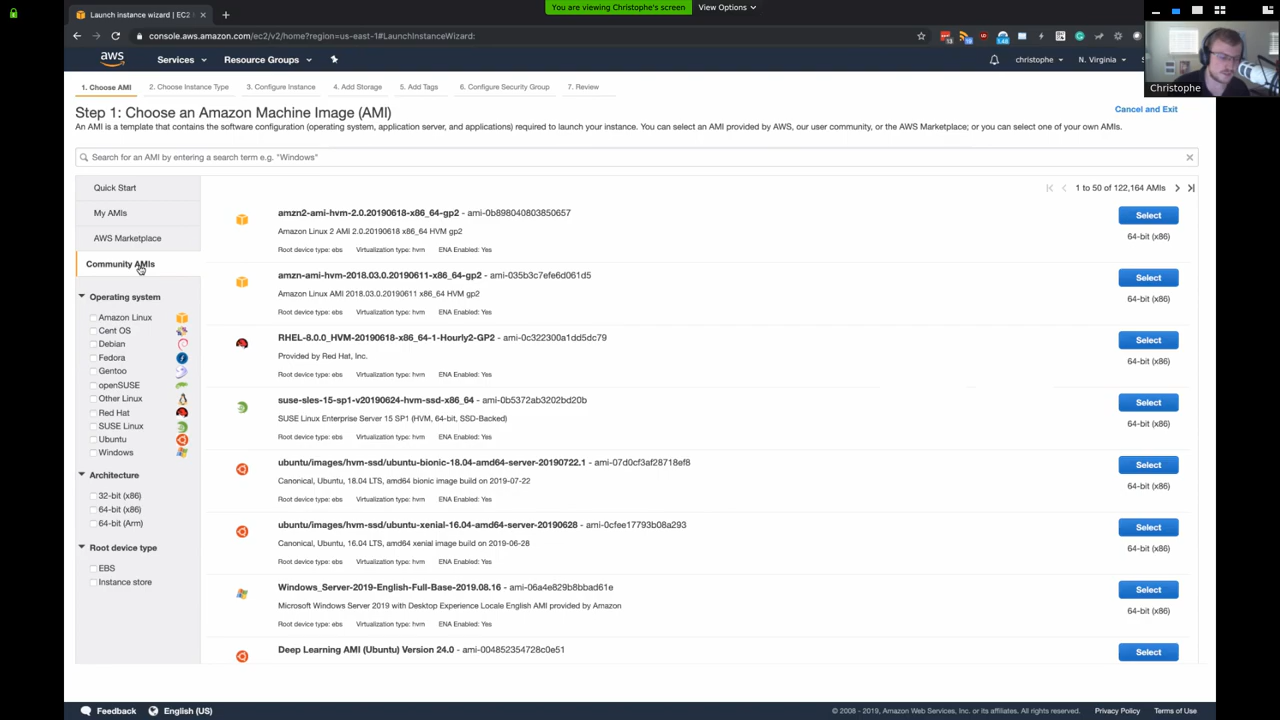 You are viewing Christophe's screen
View Options
Launch instance wizard | EC2
console.aws.amazon.com/ec2/v2/home?region=us-east-1#LaunchInstanceWizard:
aws
Services
Resource Groups
christophe
N. Virginia
Christophe
1. Choose AMI
2. Choose Instance Type
3. Configure Instance
4. Add Storage
5. Add Tags
6. Configure Security Group
7. Review
Step 1: Choose an Amazon Machine Image (AMI)
Cancel and Exit
An AMI is a template that contains the software configuration (operating system, application server, and applications) required to launch your instance. You can select an AMI provided by AWS, our user community, or the AWS Marketplace; or you can select one of your own AMIs.
Search for an AMI by entering a search term e.g. "Windows"
Quick Start
My AMIs
AWS Marketplace
Community AMIs
Operating system
Amazon Linux
Cent OS
Debian
Fedora
Gentoo
openSUSE
Other Linux
Red Hat
SUSE Linux
Ubuntu
Windows
Architecture
32-bit (x86)
64-bit (x86)
64-bit (Arm)
Root device type
EBS
Instance store
1 to 50 of 122,164 AMIs
amzn2-ami-hvm-2.0.20190618-x86_64-gp2 - ami-0b898040803850657
Amazon Linux 2 AMI 2.0.20190618 x86_64 HVM gp2
Root device type: ebs Virtualization type: hvm ENA Enabled: Yes
Select
64-bit (x86)
amzn-ami-hvm-2018.03.0.20190611-x86_64-gp2 - ami-035b3c7efe6d061d5
Amazon Linux AMI 2018.03.0.20190611 x86_64 HVM gp2
Root device type: ebs Virtualization type: hvm ENA Enabled: Yes
Select
64-bit (x86)
RHEL-8.0.0_HVM-20190618-x86_64-1-Hourly2-GP2 - ami-0c322300a1dd5dc79
Provided by Red Hat, Inc.
Root device type: ebs Virtualization type: hvm ENA Enabled: Yes
Select
64-bit (x86)
suse-sles-15-sp1-v20190624-hvm-ssd-x86_64 - ami-0b5372ab3202bd20b
SUSE Linux Enterprise Server 15 SP1 (HVM, 64-bit, SSD-Backed)
Root device type: ebs Virtualization type: hvm ENA Enabled: Yes
Select
64-bit (x86)
ubuntu/images/hvm-ssd/ubuntu-bionic-18.04-amd64-server-20190722.1 - ami-07d0cf3af28718ef8
Canonical, Ubuntu, 18.04 LTS, amd64 bionic image build on 2019-07-22
Root device type: ebs Virtualization type: hvm ENA Enabled: Yes
Select
64-bit (x86)
ubuntu/images/hvm-ssd/ubuntu-xenial-16.04-amd64-server-20190628 - ami-0cfee17793b08a293
Canonical, Ubuntu, 16.04 LTS, amd64 xenial image build on 2019-06-28
Root device type: ebs Virtualization type: hvm ENA Enabled: Yes
Select
64-bit (x86)
Windows_Server-2019-English-Full-Base-2019.08.16 - ami-06a4e829b8bbad61e
Microsoft Windows Server 2019 with Desktop Experience Locale English AMI provided by Amazon
Root device type: ebs Virtualization type: hvm ENA Enabled: Yes
Select
64-bit (x86)
Deep Learning AMI (Ubuntu) Version 24.0 - ami-004852354728c0e51
Select
Feedback
English (US)
© 2008 - 2019, Amazon Web Services, Inc. or its affiliates. All rights reserved.
Privacy Policy
Terms of Use